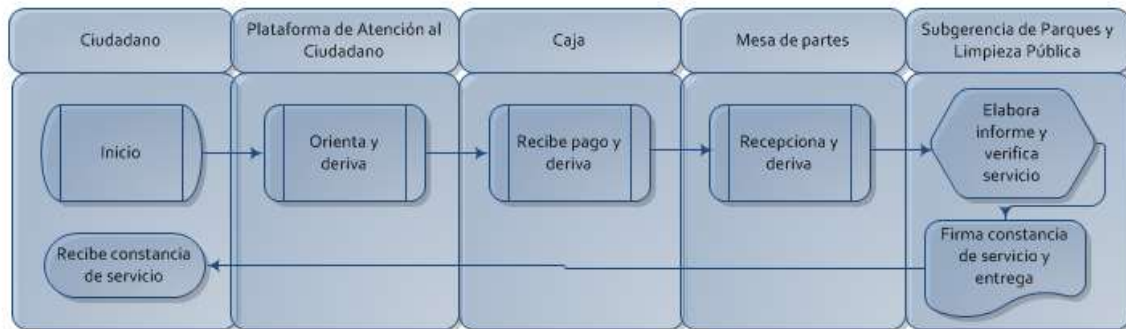 Ciudadano
Plataforma de Atención al
Ciudadano
Caja
Mesa de partes
Subgerencia de Parques y
Limpieza Pública
Inicio
Orienta y
deriva
Recibe pago y
deriva
Recepciona y
deriva
Elabora
informe y
verifica
servicio
Recibe constancia
de servicio
Firma constancia
de servicio y
entrega